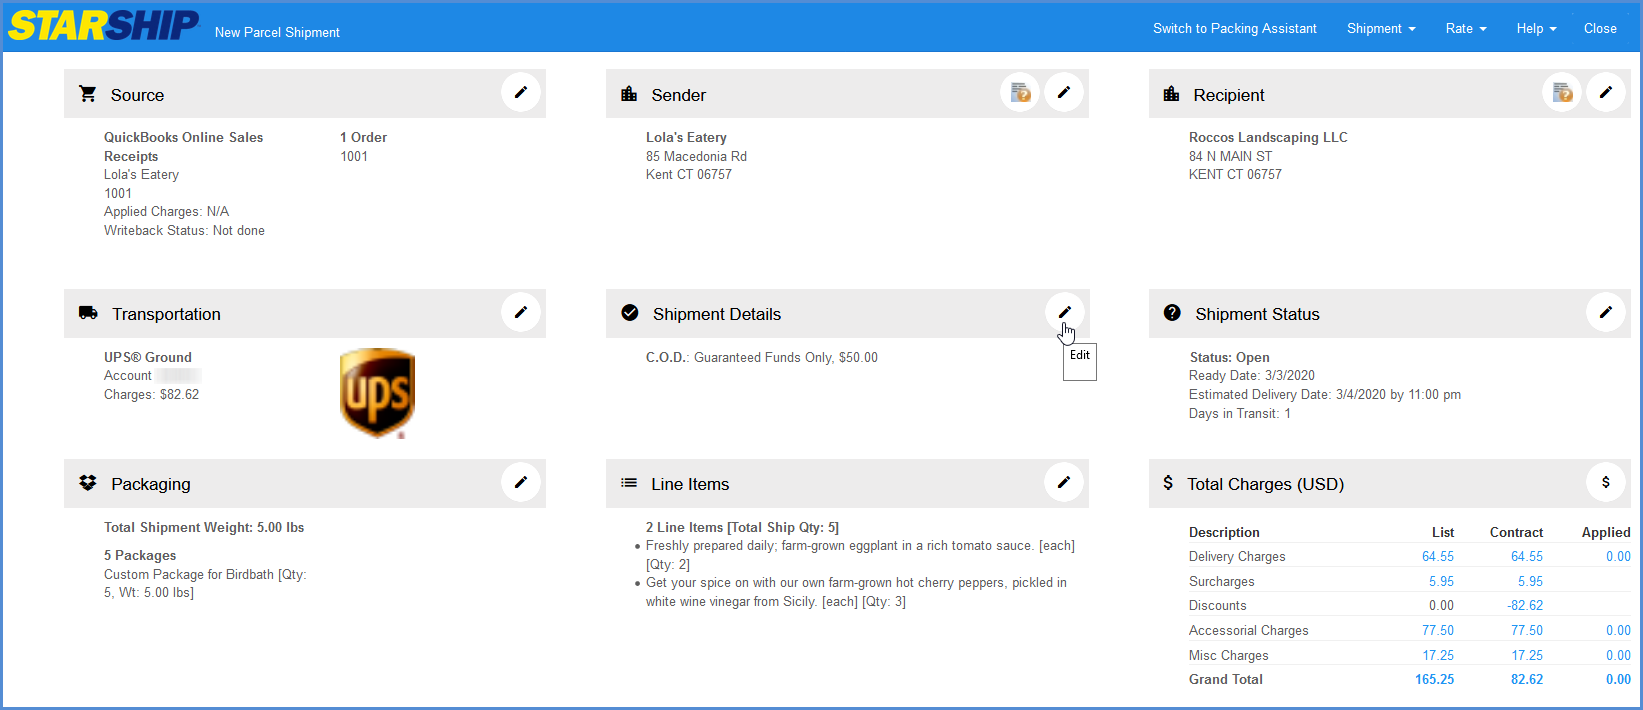 STARSHIP New Parcel Shipment Switch to Packing Assistant Shipment Rate Help Close
Source
QuickBooks Online Sales Receipts
Lola's Eatery
1001
Applied Charges: N/A
Writeback Status: Not done
1 Order
1001
Sender
Lola's Eatery
85 Macedonia Rd
Kent CT 06757
Recipient
Roccos Landscaping LLC
84 N MAIN ST
KENT CT 06757
Transportation
UPS® Ground
Account
Charges: $82.62
ups
Shipment Details
Edit
C.O.D.: Guaranteed Funds Only, $50.00
Shipment Status
Status: Open
Ready Date: 3/3/2020
Estimated Delivery Date: 3/4/2020 by 11:00 pm
Days in Transit: 1
Packaging
Total Shipment Weight: 5.00 lbs
5 Packages
Custom Package for Birdbath [Qty:
5, Wt: 5.00 lbs]
Line Items
2 Line Items [Total Ship Qty: 5]
Freshly prepared daily; farm-grown eggplant in a rich tomato sauce. [each]
[Qty: 2]
Get your spice on with our own farm-grown hot cherry peppers, pickled in
white wine vinegar from Sicily. [each] [Qty: 3]
$ Total Charges (USD) $
Description List Contract Applied
Delivery Charges 64.55 64.55 0.00
Surcharges 5.95 5.95
Discounts 0.00 -82.62
Accessorial Charges 77.50 77.50 0.00
Misc Charges 17.25 17.25 0.00
Grand Total 165.25 82.62 0.00